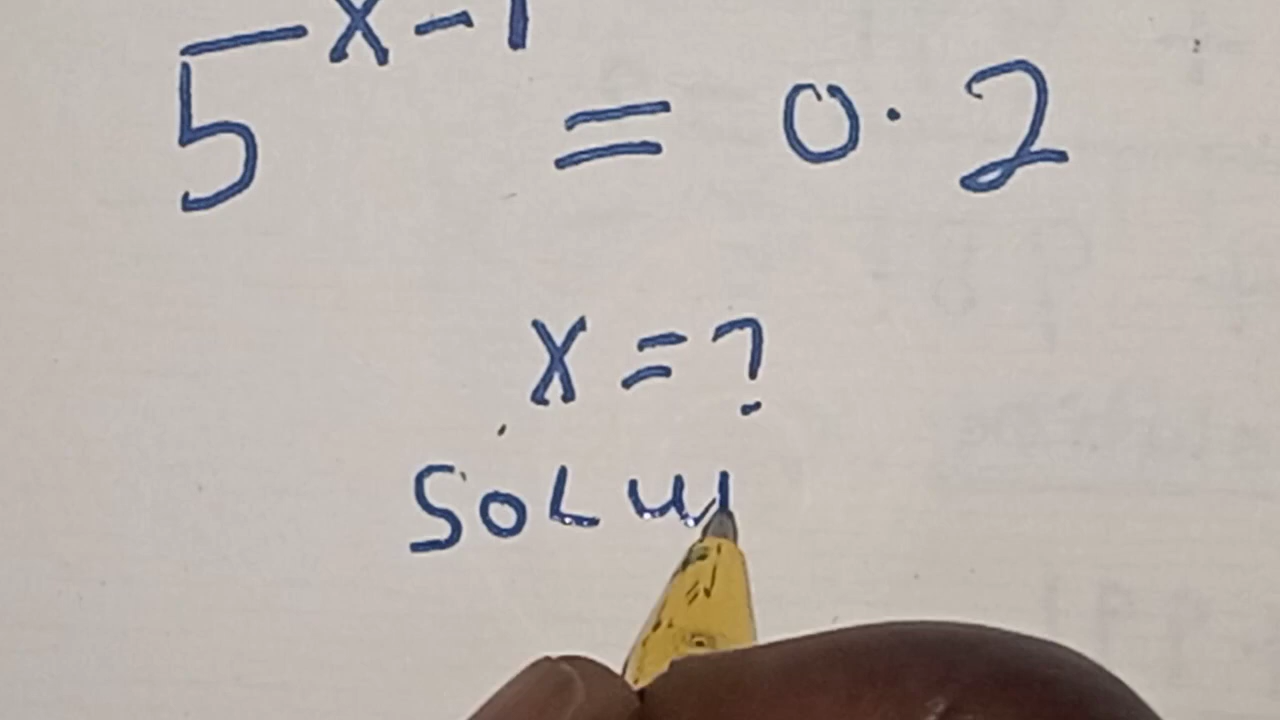 5^x-1 = 0.2
x = ?
Solu